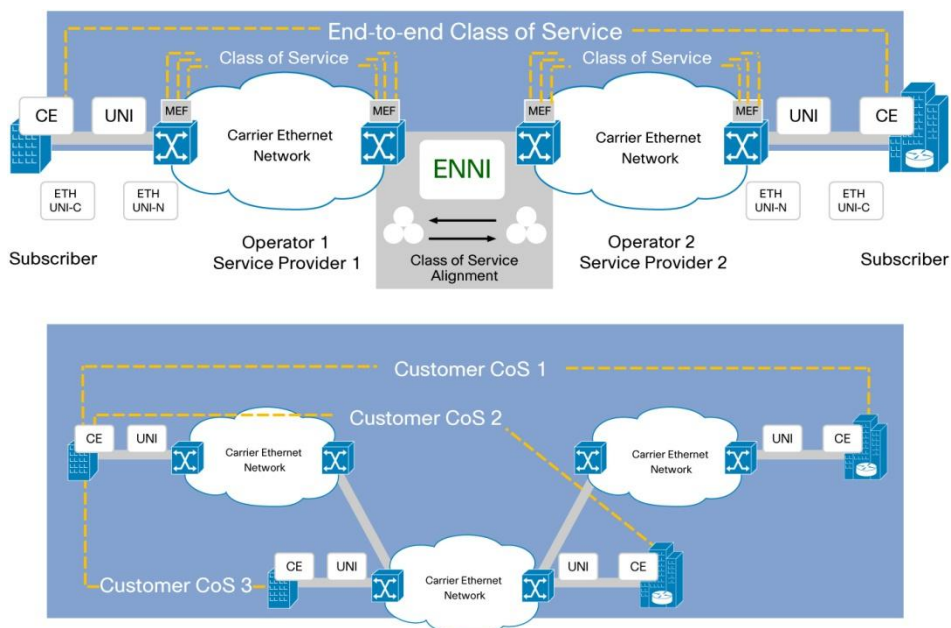 End-to-end Class of Service
Class of Service
Class of Service
CE
UNI
MEF
MEF
MEF
MEF
UNI
CE
Carrier Ethernet
Network
Carrier Ethernet
Network
ENNI
ETH
UNI-C
ETH
UNI-N
ETH
UNI-N
ETH
UNI-C
Subscriber
Operator 1
Service Provider 1
Class of Service
Alignment
Operator 2
Service Provider 2
Subscriber
Customer CoS 1
Customer CoS 2
CE
UNI
Carrier Ethernet
Network
Carrier Ethernet
Network
UNI
CE
CE
UNI
Carrier Ethernet
Network
UNI
CE
Customer CoS 3